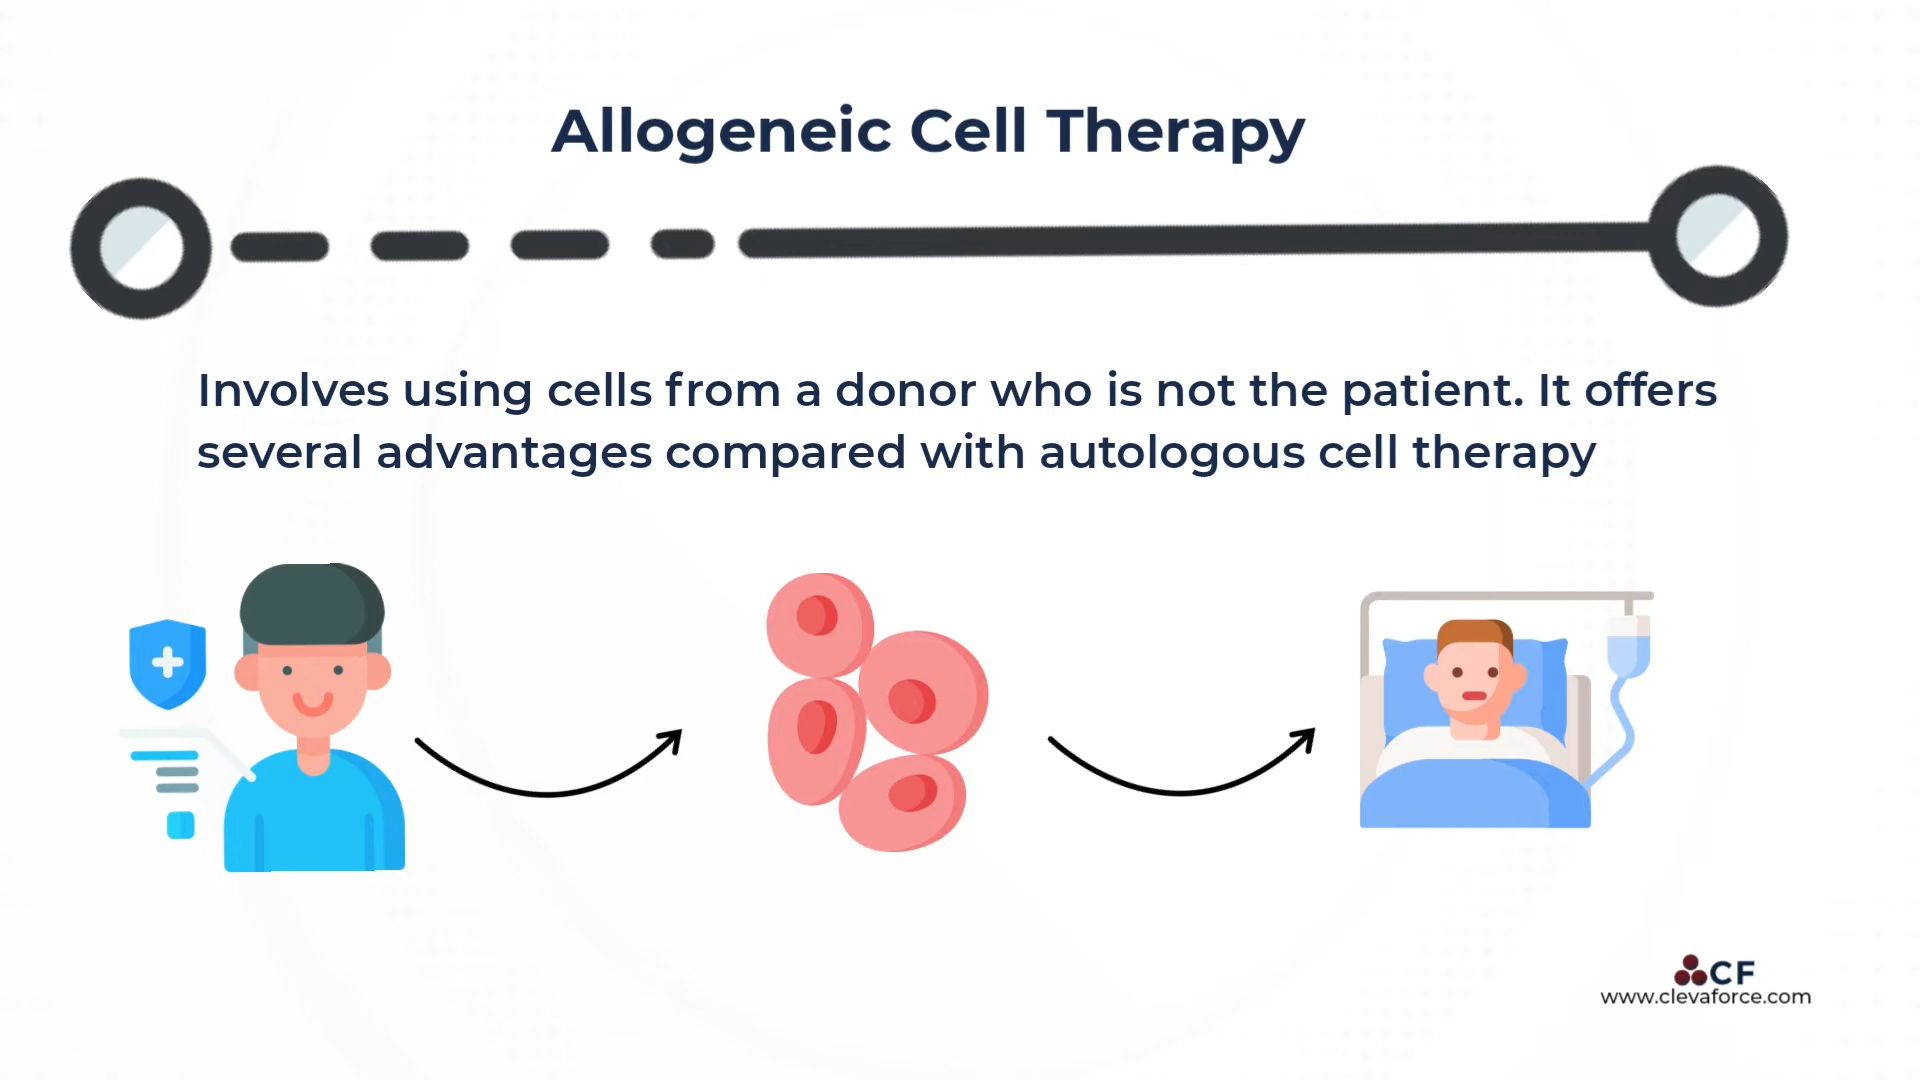 Allogeneic Cell Therapy
Involves using cells from a donor who is not the patient. It offers
several advantages compared with autologous cell therapy
CF
www.clevaforce.com